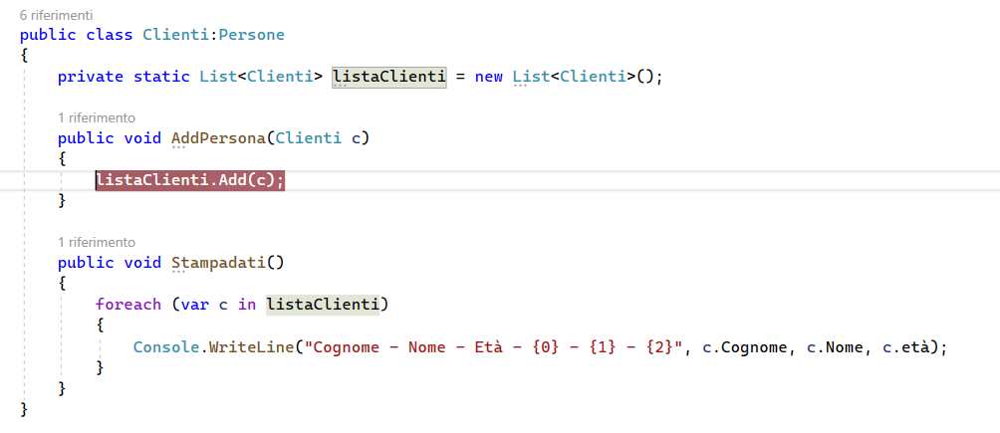 6 riferimenti
public class Clienti:Persone
{
private static List<Clienti> listaClienti = new List<Clienti>();
1 riferimento
public void AddPersona(Clienti c)
{
listaClienti.Add(c);
}
1 riferimento
public void Stampadati()
{
foreach (var c in listaClienti)
{
Console.WriteLine("Cognome - Nome - Età - {0} - {1} - {2}", c.Cognome, c.Nome, c.età);
}
}
}